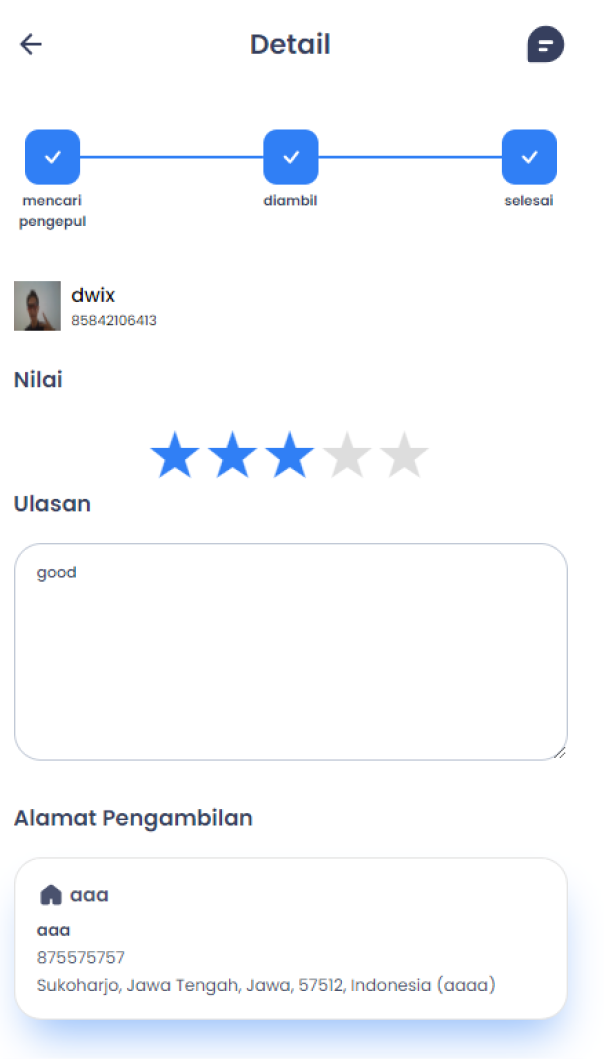 Detail
mencari
pengepul
diambil
selesai
dwix
85842106413
Nilai
Ulasan
good
Alamat Pengambilan
aaa
aaa
875575757
Sukoharjo, Jawa Tengah, Jawa, 57512, Indonesia (aaaa)